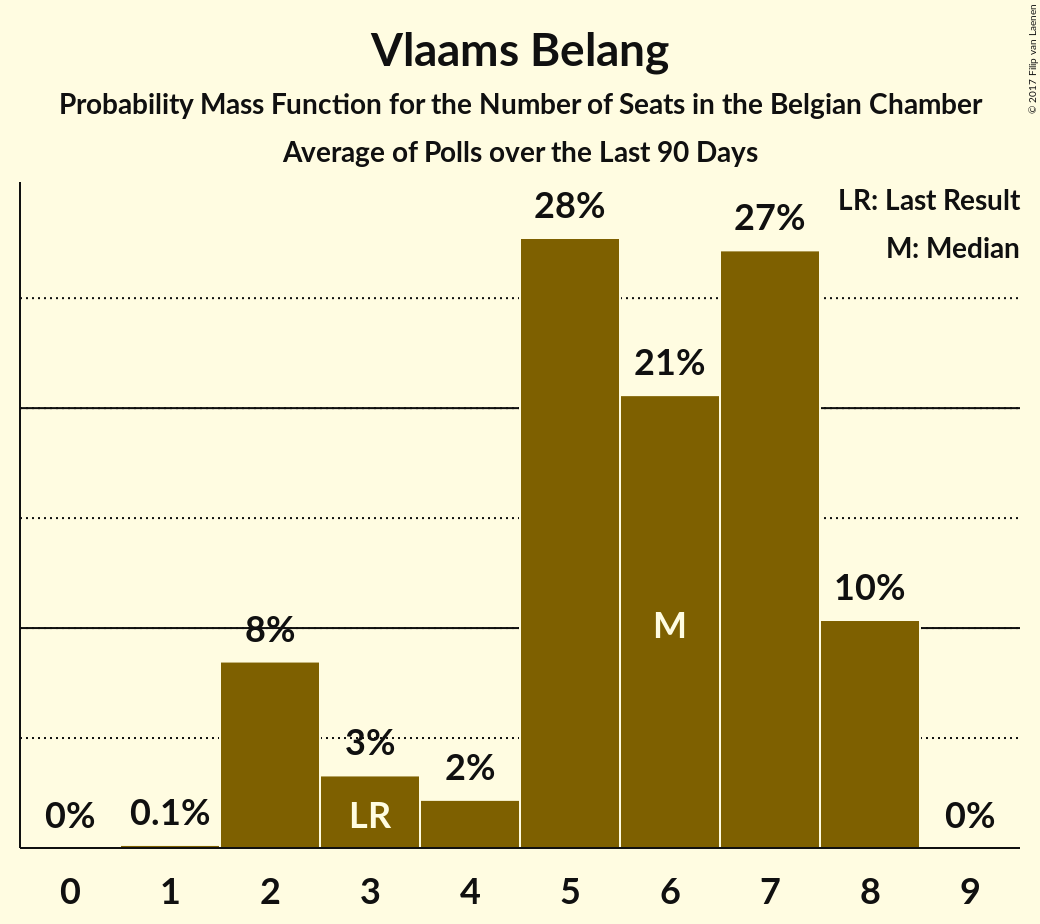 Vlaams Belang
Probability Mass Function for the Number of Seats in the Belgian Chamber
Average of Polls over the Last 90 Days
© 2017 Filip van Laenen
LR: Last Result
M: Median
28%
27%
21%
10%
8%
3%
2%
0%
0.1%
0%
M
LR
0 1 2 3 4 5 6 7 8 9